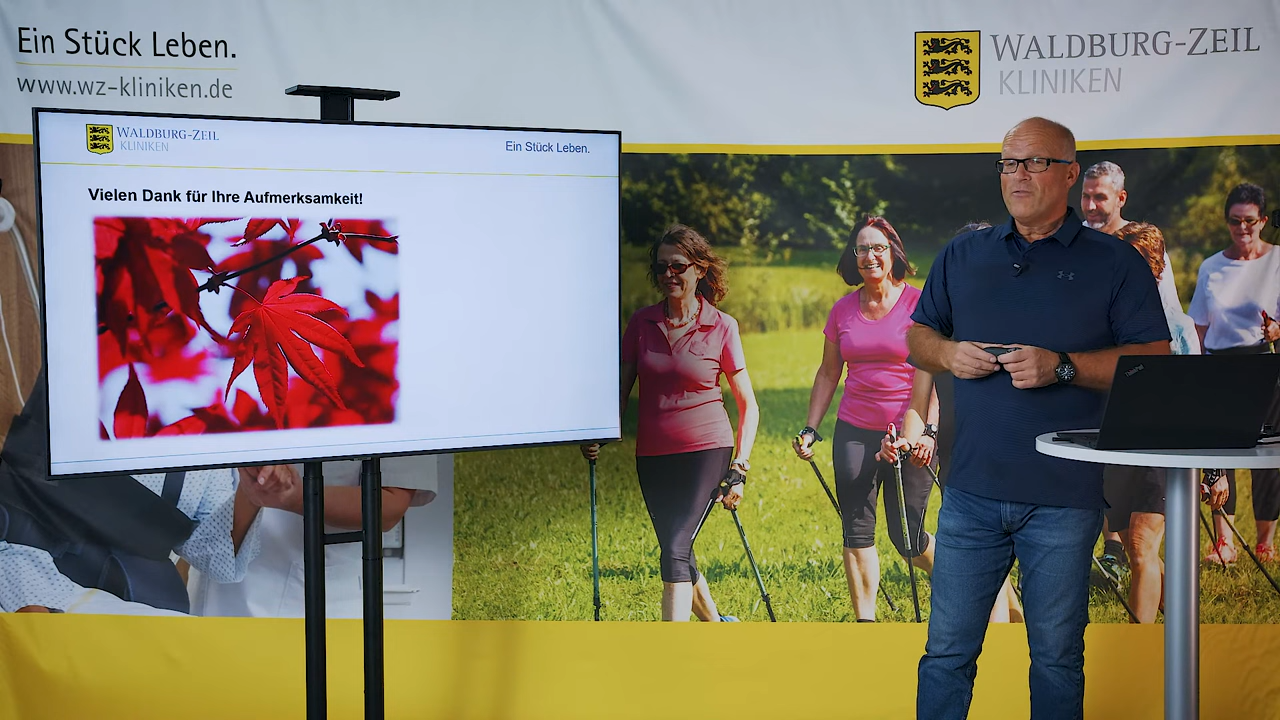 Ein Stück Leben.
www.wz-kliniken.de
WALDBURG-ZEIL
KLINIKEN
WALDBURG-ZEIL
KLINIKEN
Ein Stück Leben.
Vielen Dank für Ihre Aufmerksamkeit!
ThinkPad